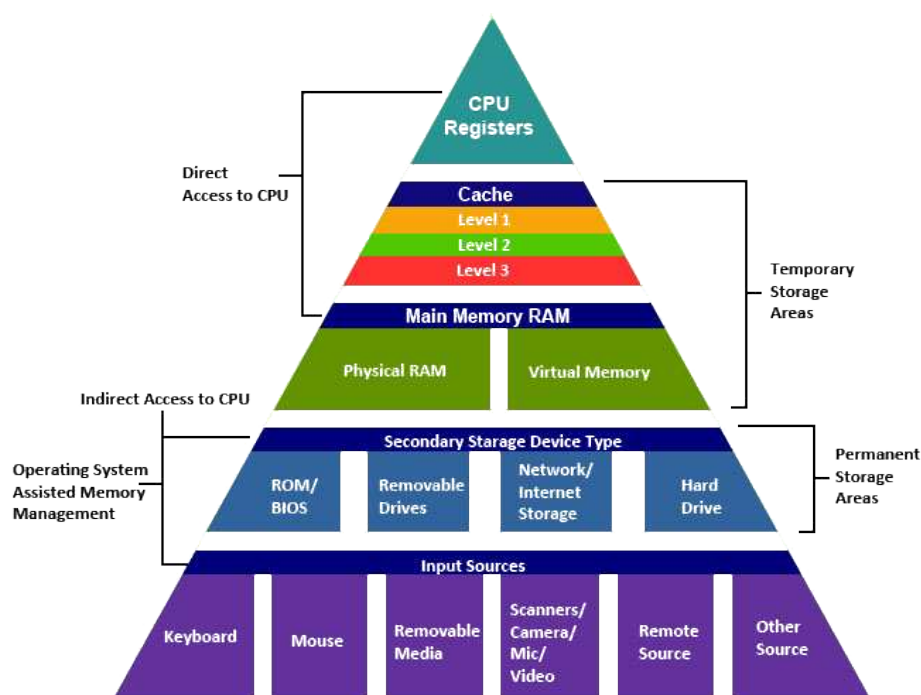 CPU
Registers
Direct
Access to CPU
Cache
Level 1
Level 2
Level 3
Temporary
Storage
Areas
Main Memory RAM
Physical RAM
Virtual Memory
Indirect Access to CPU
Secondary Starage Device Type
Operating System
Assisted Memory
Management
ROM/
BIOS
Removable
Drives
Network/
Internet
Storage
Hard
Drive
Permanent
Storage
Areas
Input Sources
Keyboard
Mouse
Removable
Media
Scanners/
Camera/
Mic/
Video
Remote
Source
Other
Source